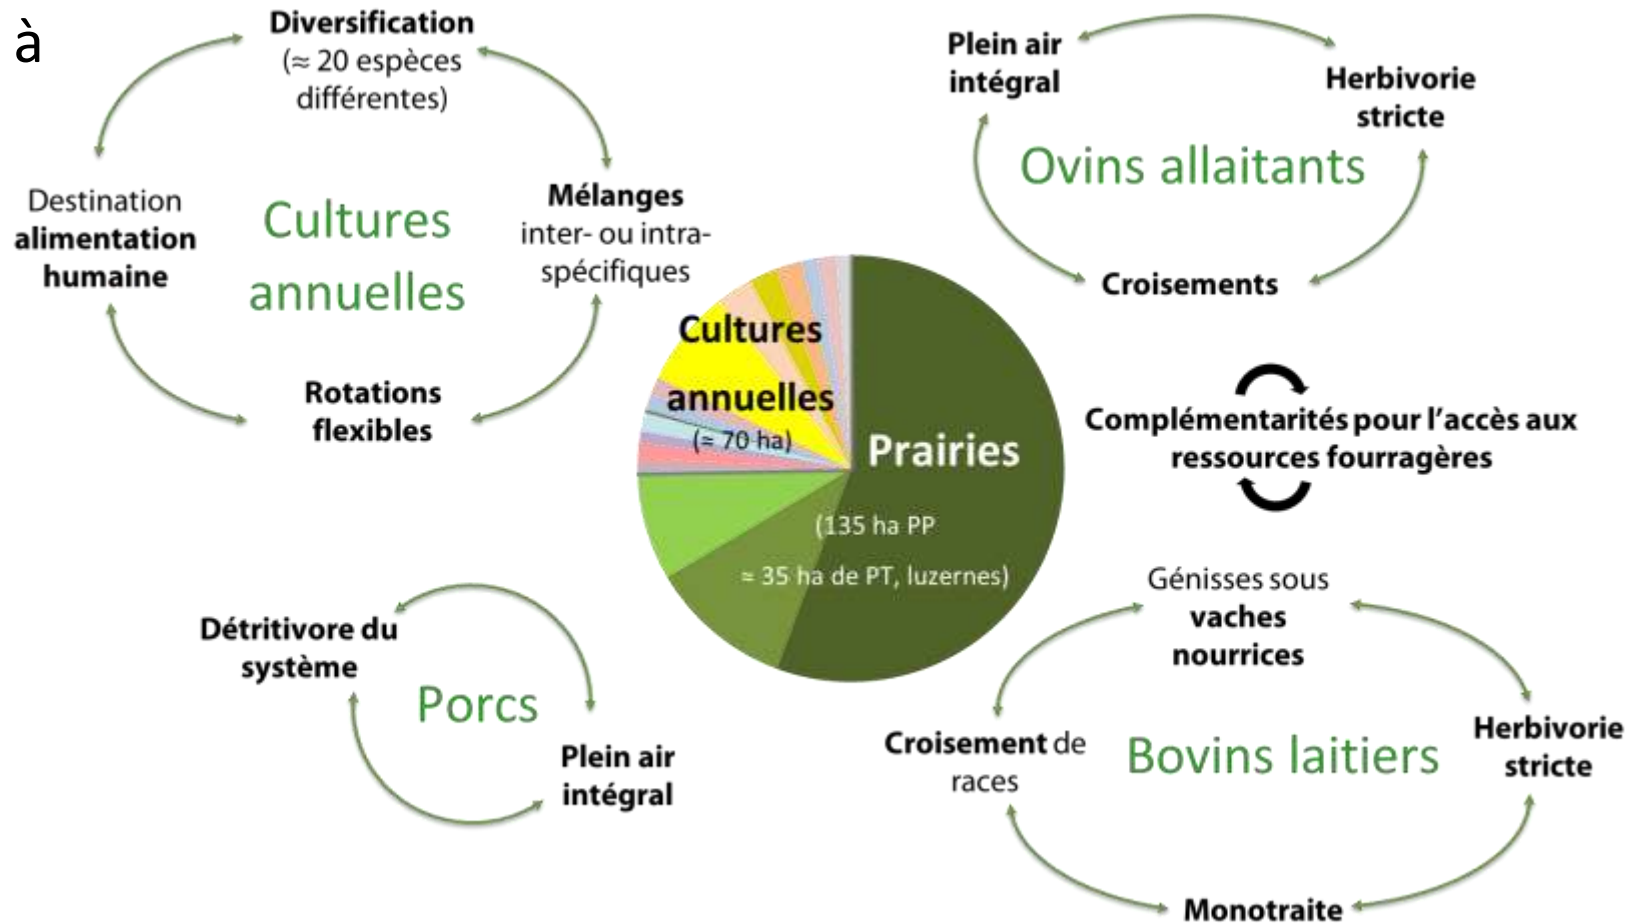 à
Diversification
(≈ 20 espèces
différentes)
Destination
alimentation
humaine
Cultures
annuelles
Mélanges
inter- ou intra-
spécifiques
Rotations
flexibles
Plein air
intégral
Herbivorie
stricte
Ovins allaitants
Croisements
Cultures
annuelles
(≈ 70 ha)
Prairies
(135 ha PP
≈ 35 ha de PT, luzernes)
Complémentarités pour l’accès aux
ressources fourragères
Détritivore du
système
Porcs
Plein air
intégral
Génisses sous
vaches
nourrices
Croisement de
races
Bovins laitiers
Herbivorie
stricte
Monotraite